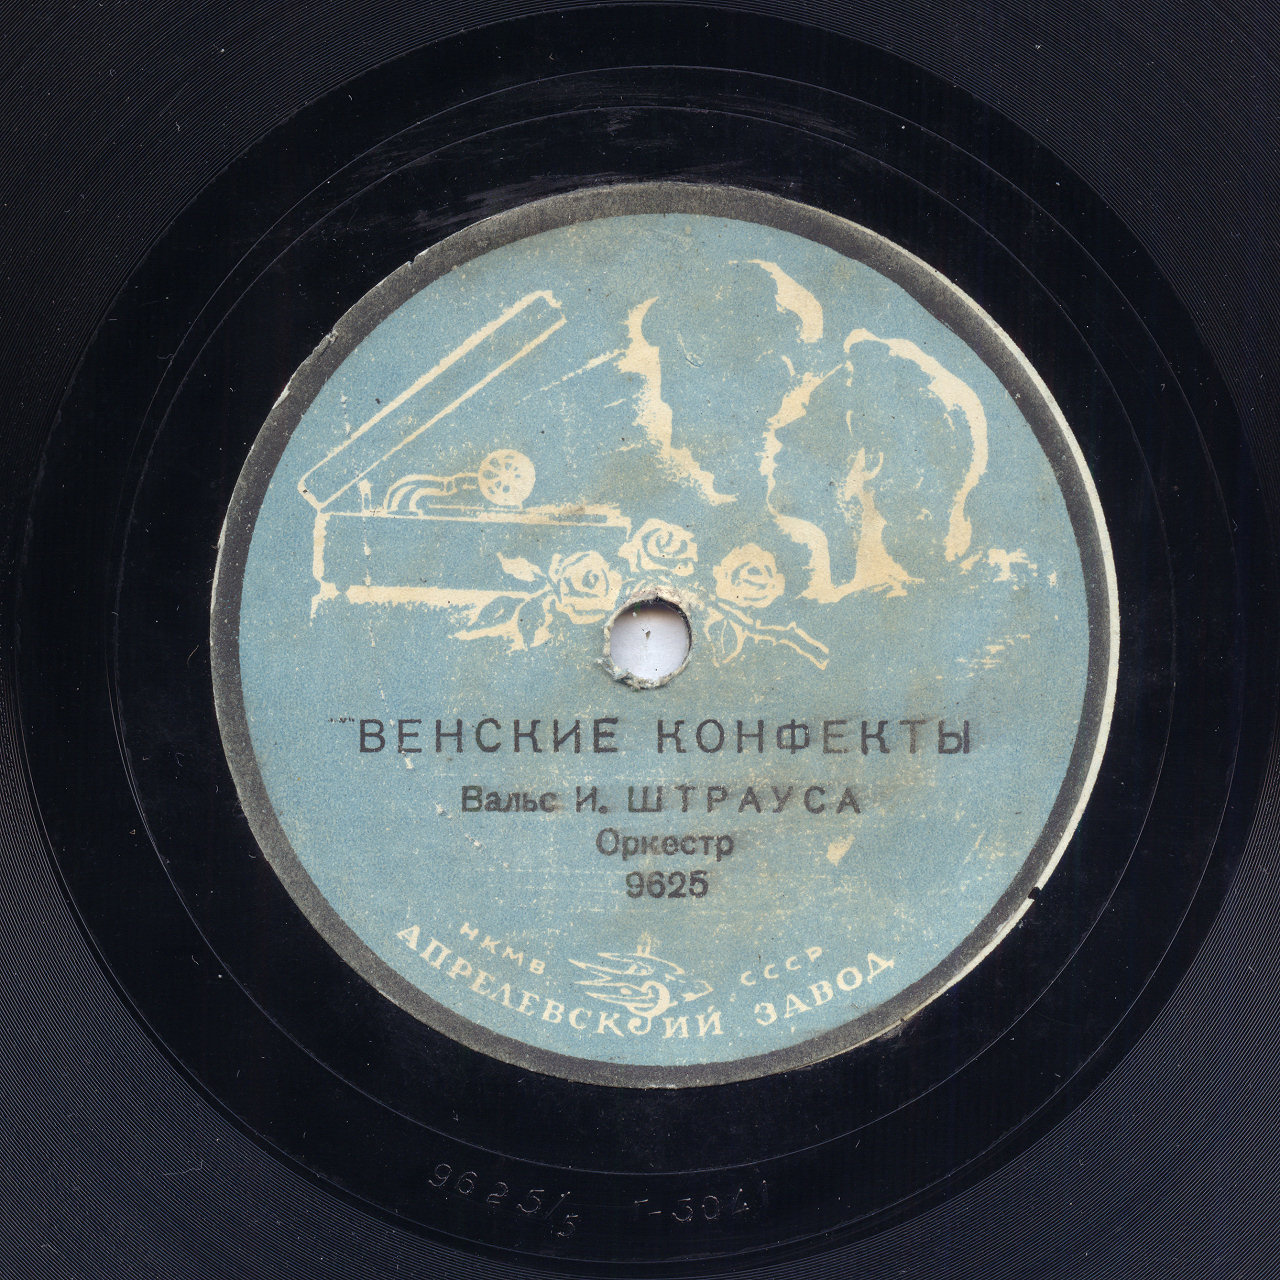 ВЕНСКИЕ КОНФЕКТЫ
Вальс И. ШТРАУСА
Оркестр
9625
НКМВ СССР
АПРЕЛЕВСКИЙ ЗАВОД
9625/5 Г-3041